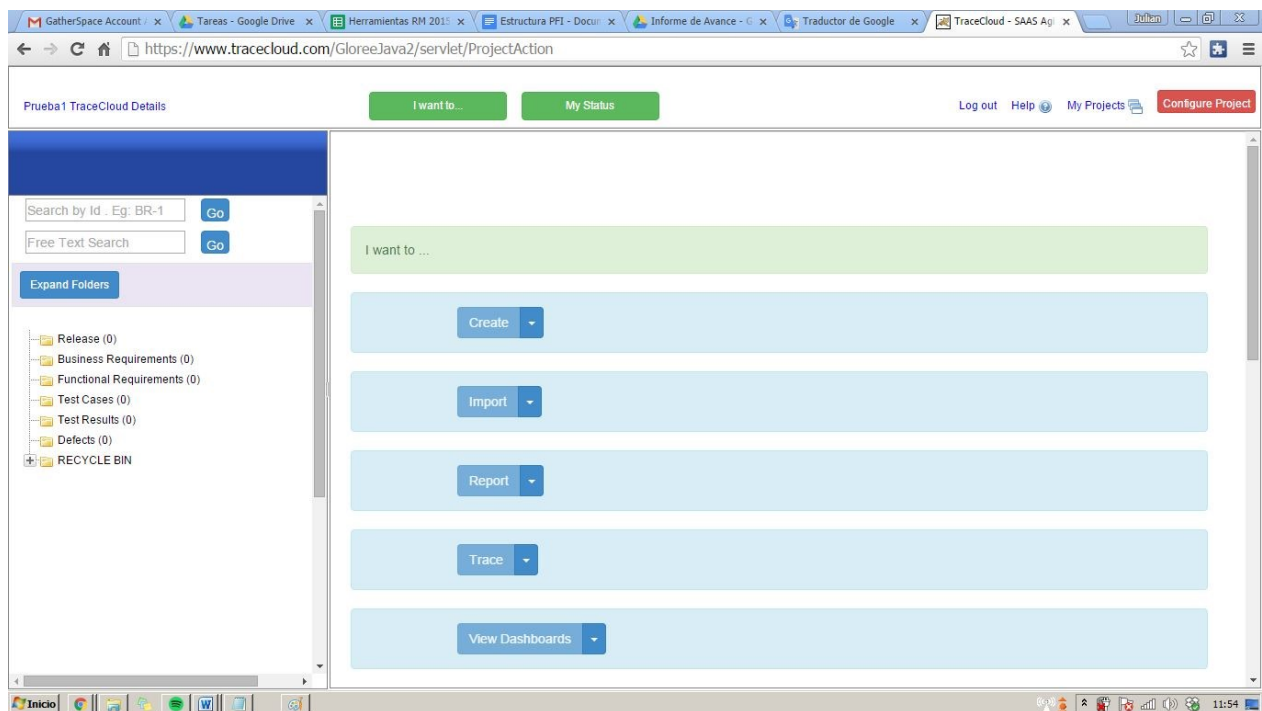 GatherSpace Account /
Tareas - Google Drive
Herramientas RM 2015
Estructura PFI - Docum
Informe de Avance - G
Traductor de Google
TraceCloud - SAAS Agi
Julian
https://www.tracecloud.com/GloreeJava2/servlet/ProjectAction
Prueba1 TraceCloud Details
I want to...
My Status
Log out
Help
My Projects
Configure Project
Search by Id . Eg: BR-1
Go
Free Text Search
Go
Expand Folders
Release (0)
Business Requirements (0)
Functional Requirements (0)
Test Cases (0)
Test Results (0)
Defects (0)
RECYCLE BIN
I want to ...
Create
Import
Report
Trace
View Dashboards
Inicio
11:54